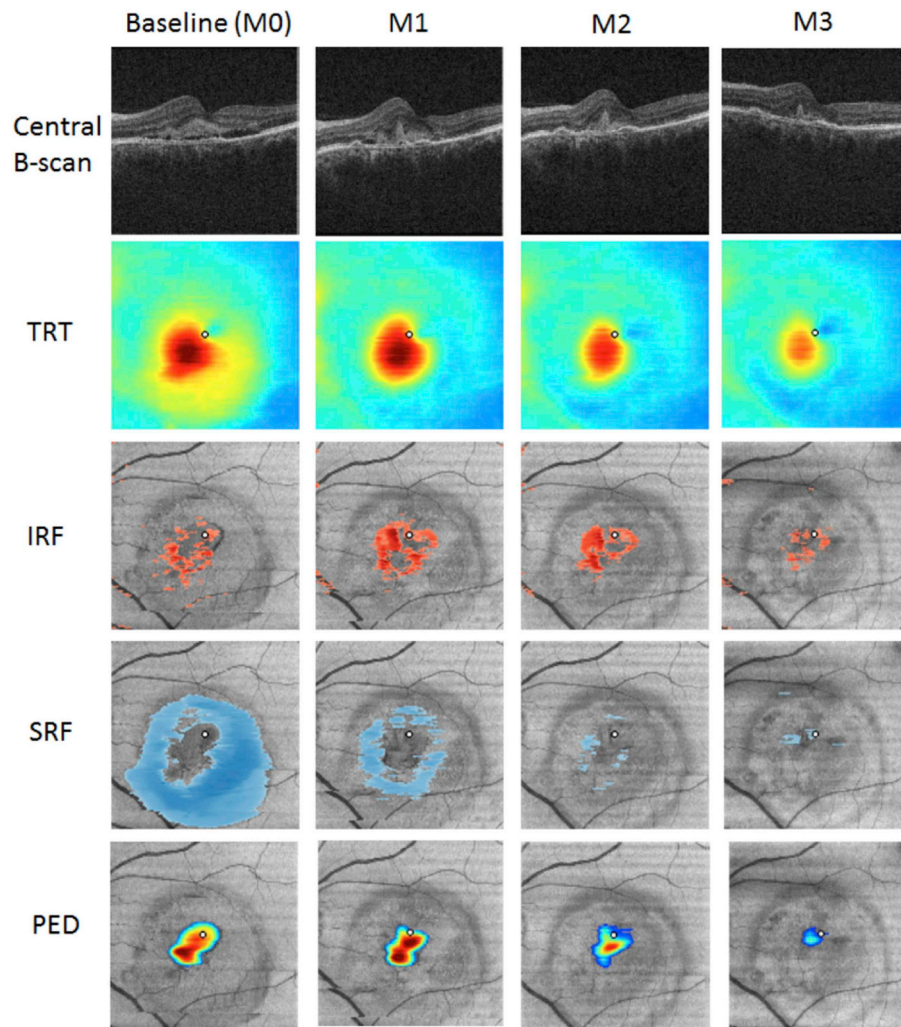 Baseline (M0) M1 M2 M3
Central
B-scan
TRT
IRF
SRF
PED